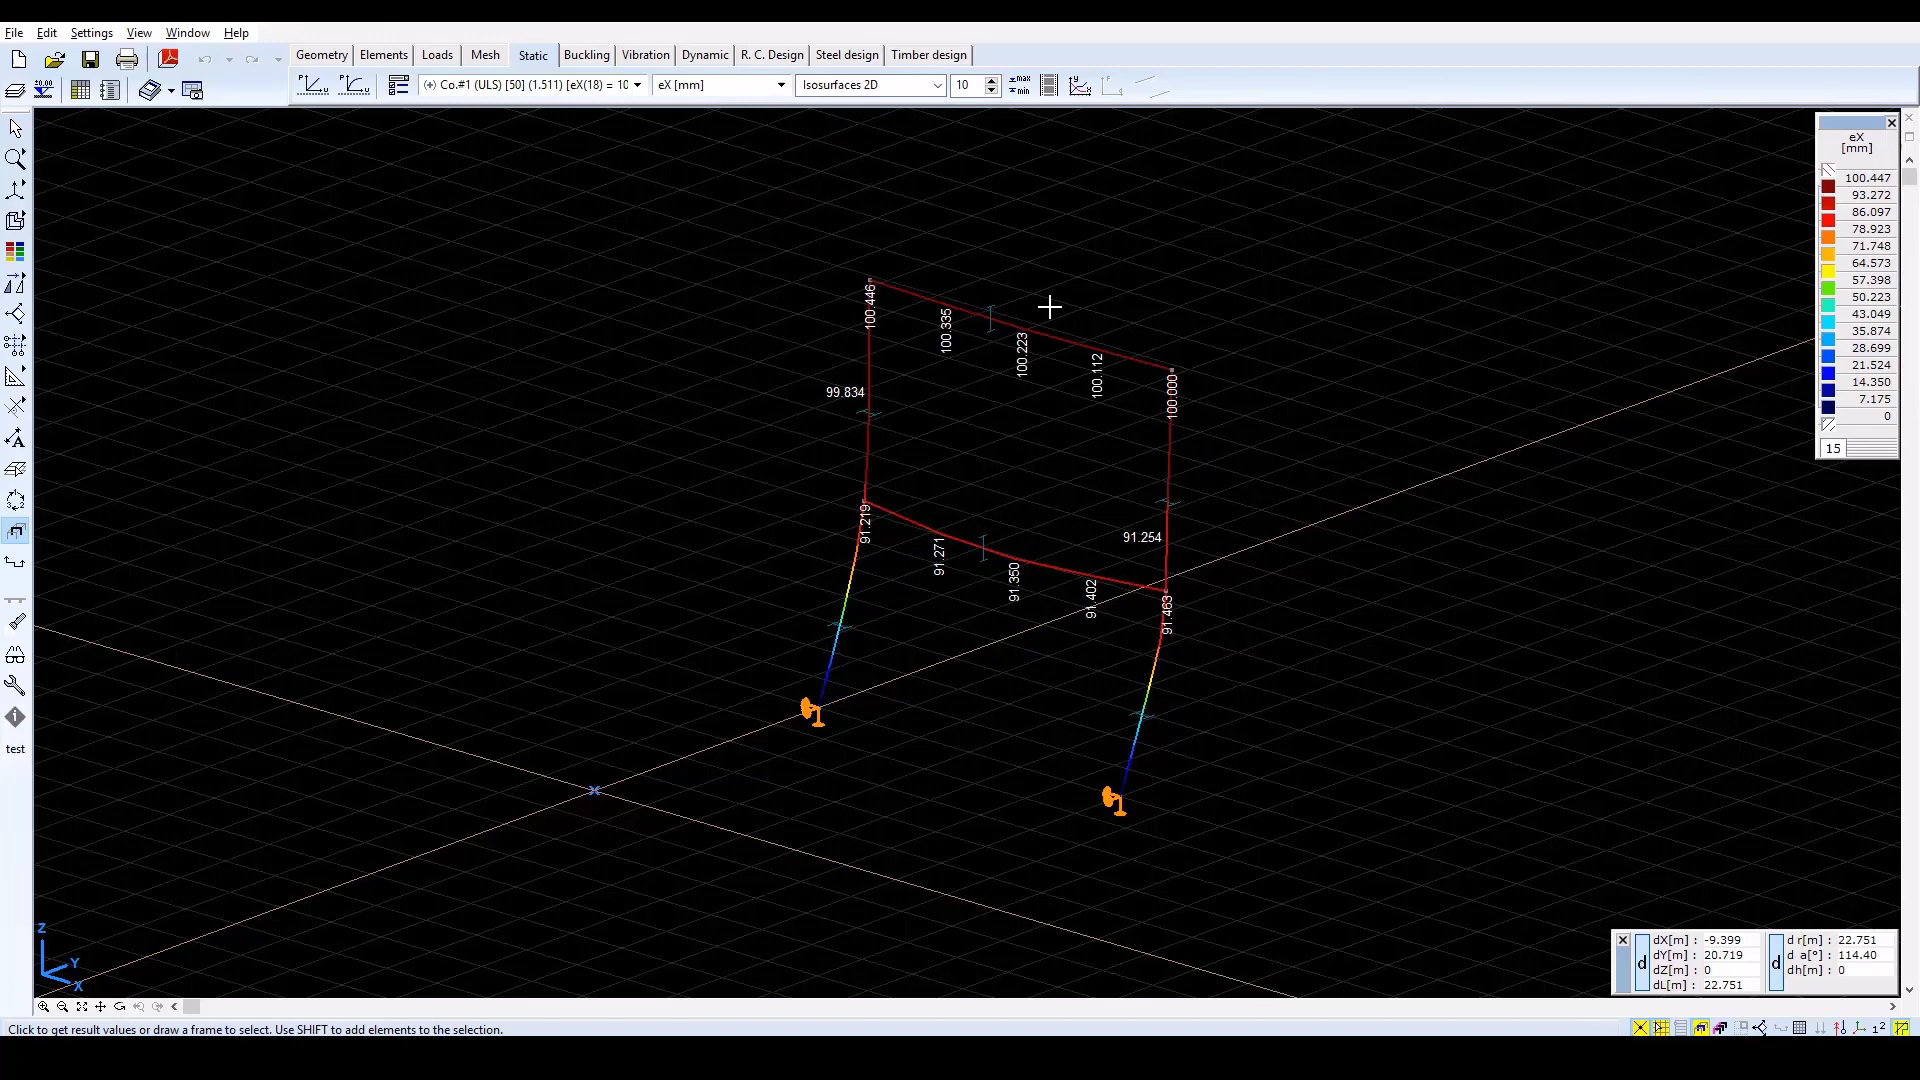 File Edit Settings View Window Help
Geometry Elements Loads Mesh Static Buckling Vibration Dynamic R. C. Design Steel design Timber design
(+) Co.#1 (ULS) [50] (1.511) [eX(18) = 10
eX [mm]
Isosurfaces 2D
10
max
min
eX
[mm]
100.447
93.272
86.097
78.923
71.748
64.573
57.398
50.223
43.049
35.874
28.699
21.524
14.350
7.175
0
15
100.446
100.335
100.223
100.112
100.000
99.834
91.254
91.219
91.271
91.350
91.402
91.463
test
Z
Y
X
dX[m] : -9.399
dY[m] : 20.719
dZ[m] : 0
dL[m] : 22.751
d
d r[m] : 22.751
d a[°] : 114.40
dh[m] : 0
d
Click to get result values or draw a frame to select. Use SHIFT to add elements to the selection.